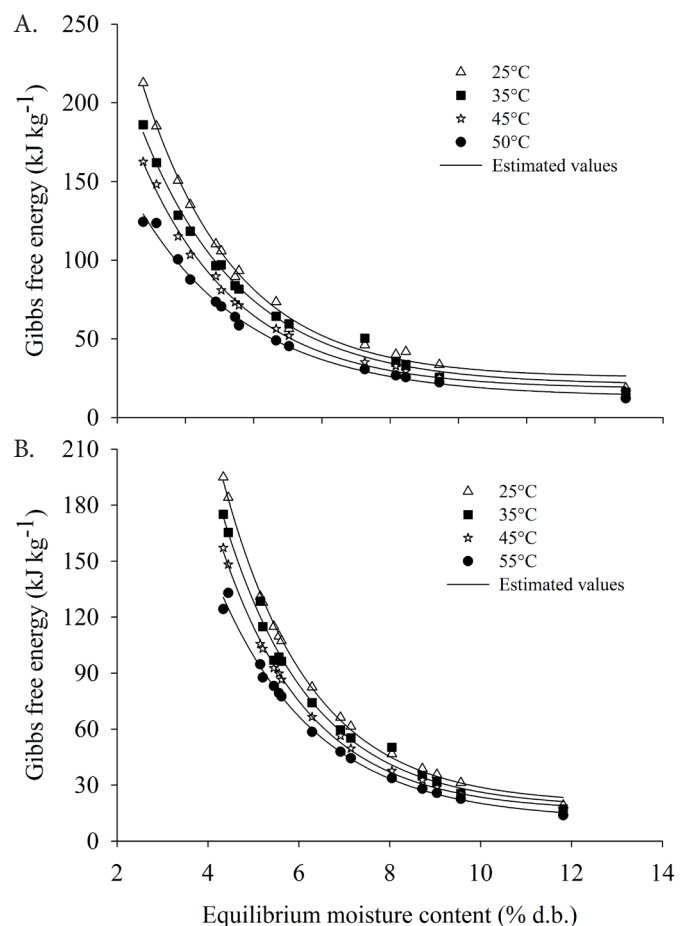 A.
250
200
150
100
50
0
Gibbs free energy (kJ kg-1)
25°C
35°C
45°C
50°C
Estimated values
B.
210
180
150
120
90
60
30
0
Gibbs free energy (kJ kg-1)
25°C
35°C
45°C
55°C
Estimated values
2 4 6 8 10 12 14
Equilibrium moisture content (% d.b.)